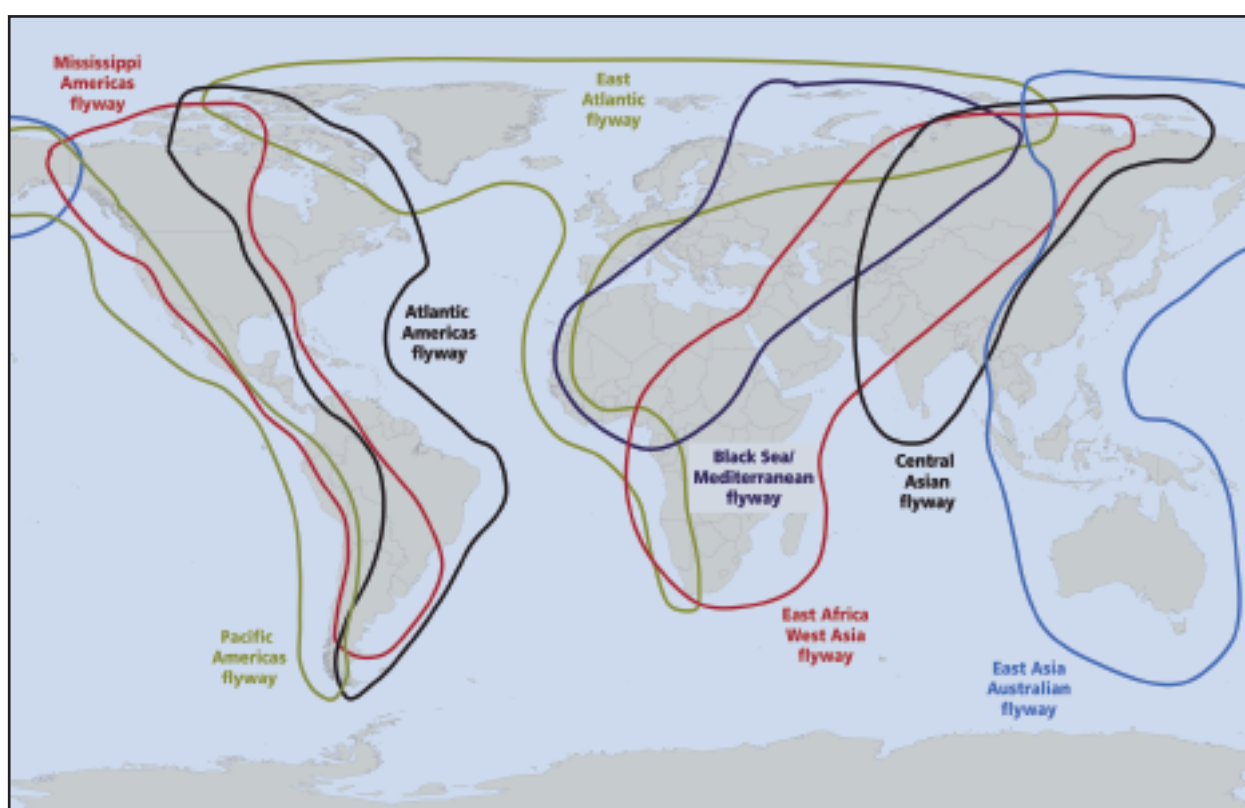 Mississippi
Americas
flyway
East
Atlantic
flyway
Atlantic
Americas
flyway
Black Sea/
Mediterranean
flyway
Central
Asian
flyway
Pacific
Americas
flyway
East Africa
West Asia
flyway
East Asia
Australian
flyway